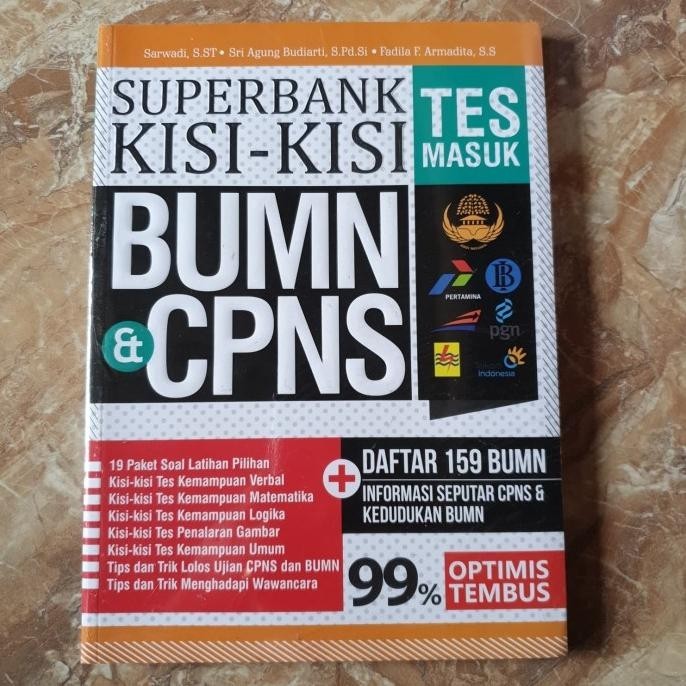 Sarwadi, S.ST • Sri Agung Budiarti, S.Pd.Si • Fadila F. Armadita, S.S
SUPERBANK
KISI-KISI
TES
MASUK
BUMN
& CPNS
PERTAMINA
BI
pgn
Telkom
Indonesia
19 Paket Soal Latihan Pilihan
Kisi-kisi Tes Kemampuan Verbal
Kisi-kisi Tes Kemampuan Matematika
Kisi-kisi Tes Kemampuan Logika
Kisi-kisi Tes Penalaran Gambar
Kisi-kisi Tes Kemampuan Umum
Tips dan Trik Lolos Ujian CPNS dan BUMN
Tips dan Trik Menghadapi Wawancara
+ DAFTAR 159 BUMN
INFORMASI SEPUTAR CPNS &
KEDUDUKAN BUMN
99% OPTIMIS
TEMBUS